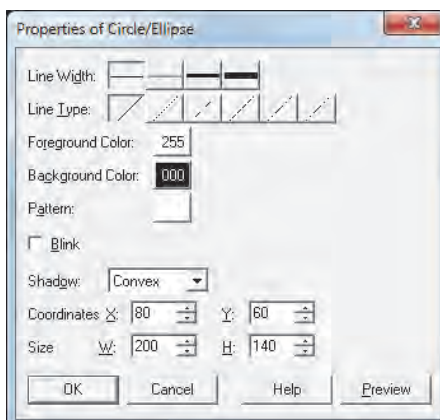 Properties of Circle/Ellipse
Line Width:
Line Type:
Foreground Color: 255
Background Color: 000
Pattern:
Blink
Shadow: Convex
Coordinates X: 80 Y: 60
Size W: 200 H: 140
OK Cancel Help Preview